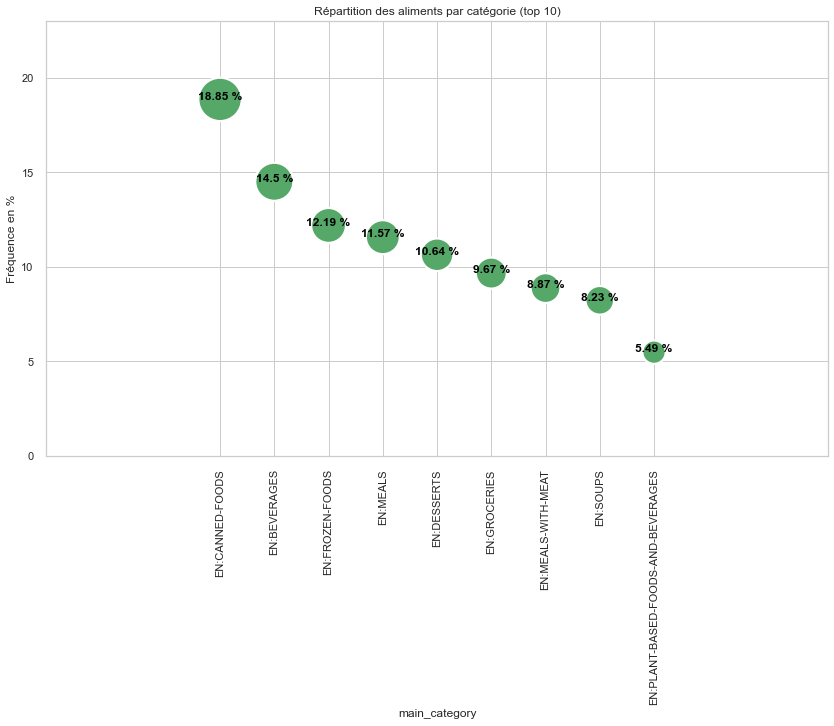 Répartition des aliments par catégorie (top 10)
Fréquence en %
20
15
10
5
0
18.85 %
14.5 %
12.19 %
11.57 %
10.64 %
9.67 %
8.87 %
8.23 %
5.49 %
EN:CANNED-FOODS
EN:BEVERAGES
EN:FROZEN-FOODS
EN:MEALS
EN:DESSERTS
EN:GROCERIES
EN:MEALS-WITH-MEAT
EN:SOUPS
EN:PLANT-BASED-FOODS-AND-BEVERAGES
main_category